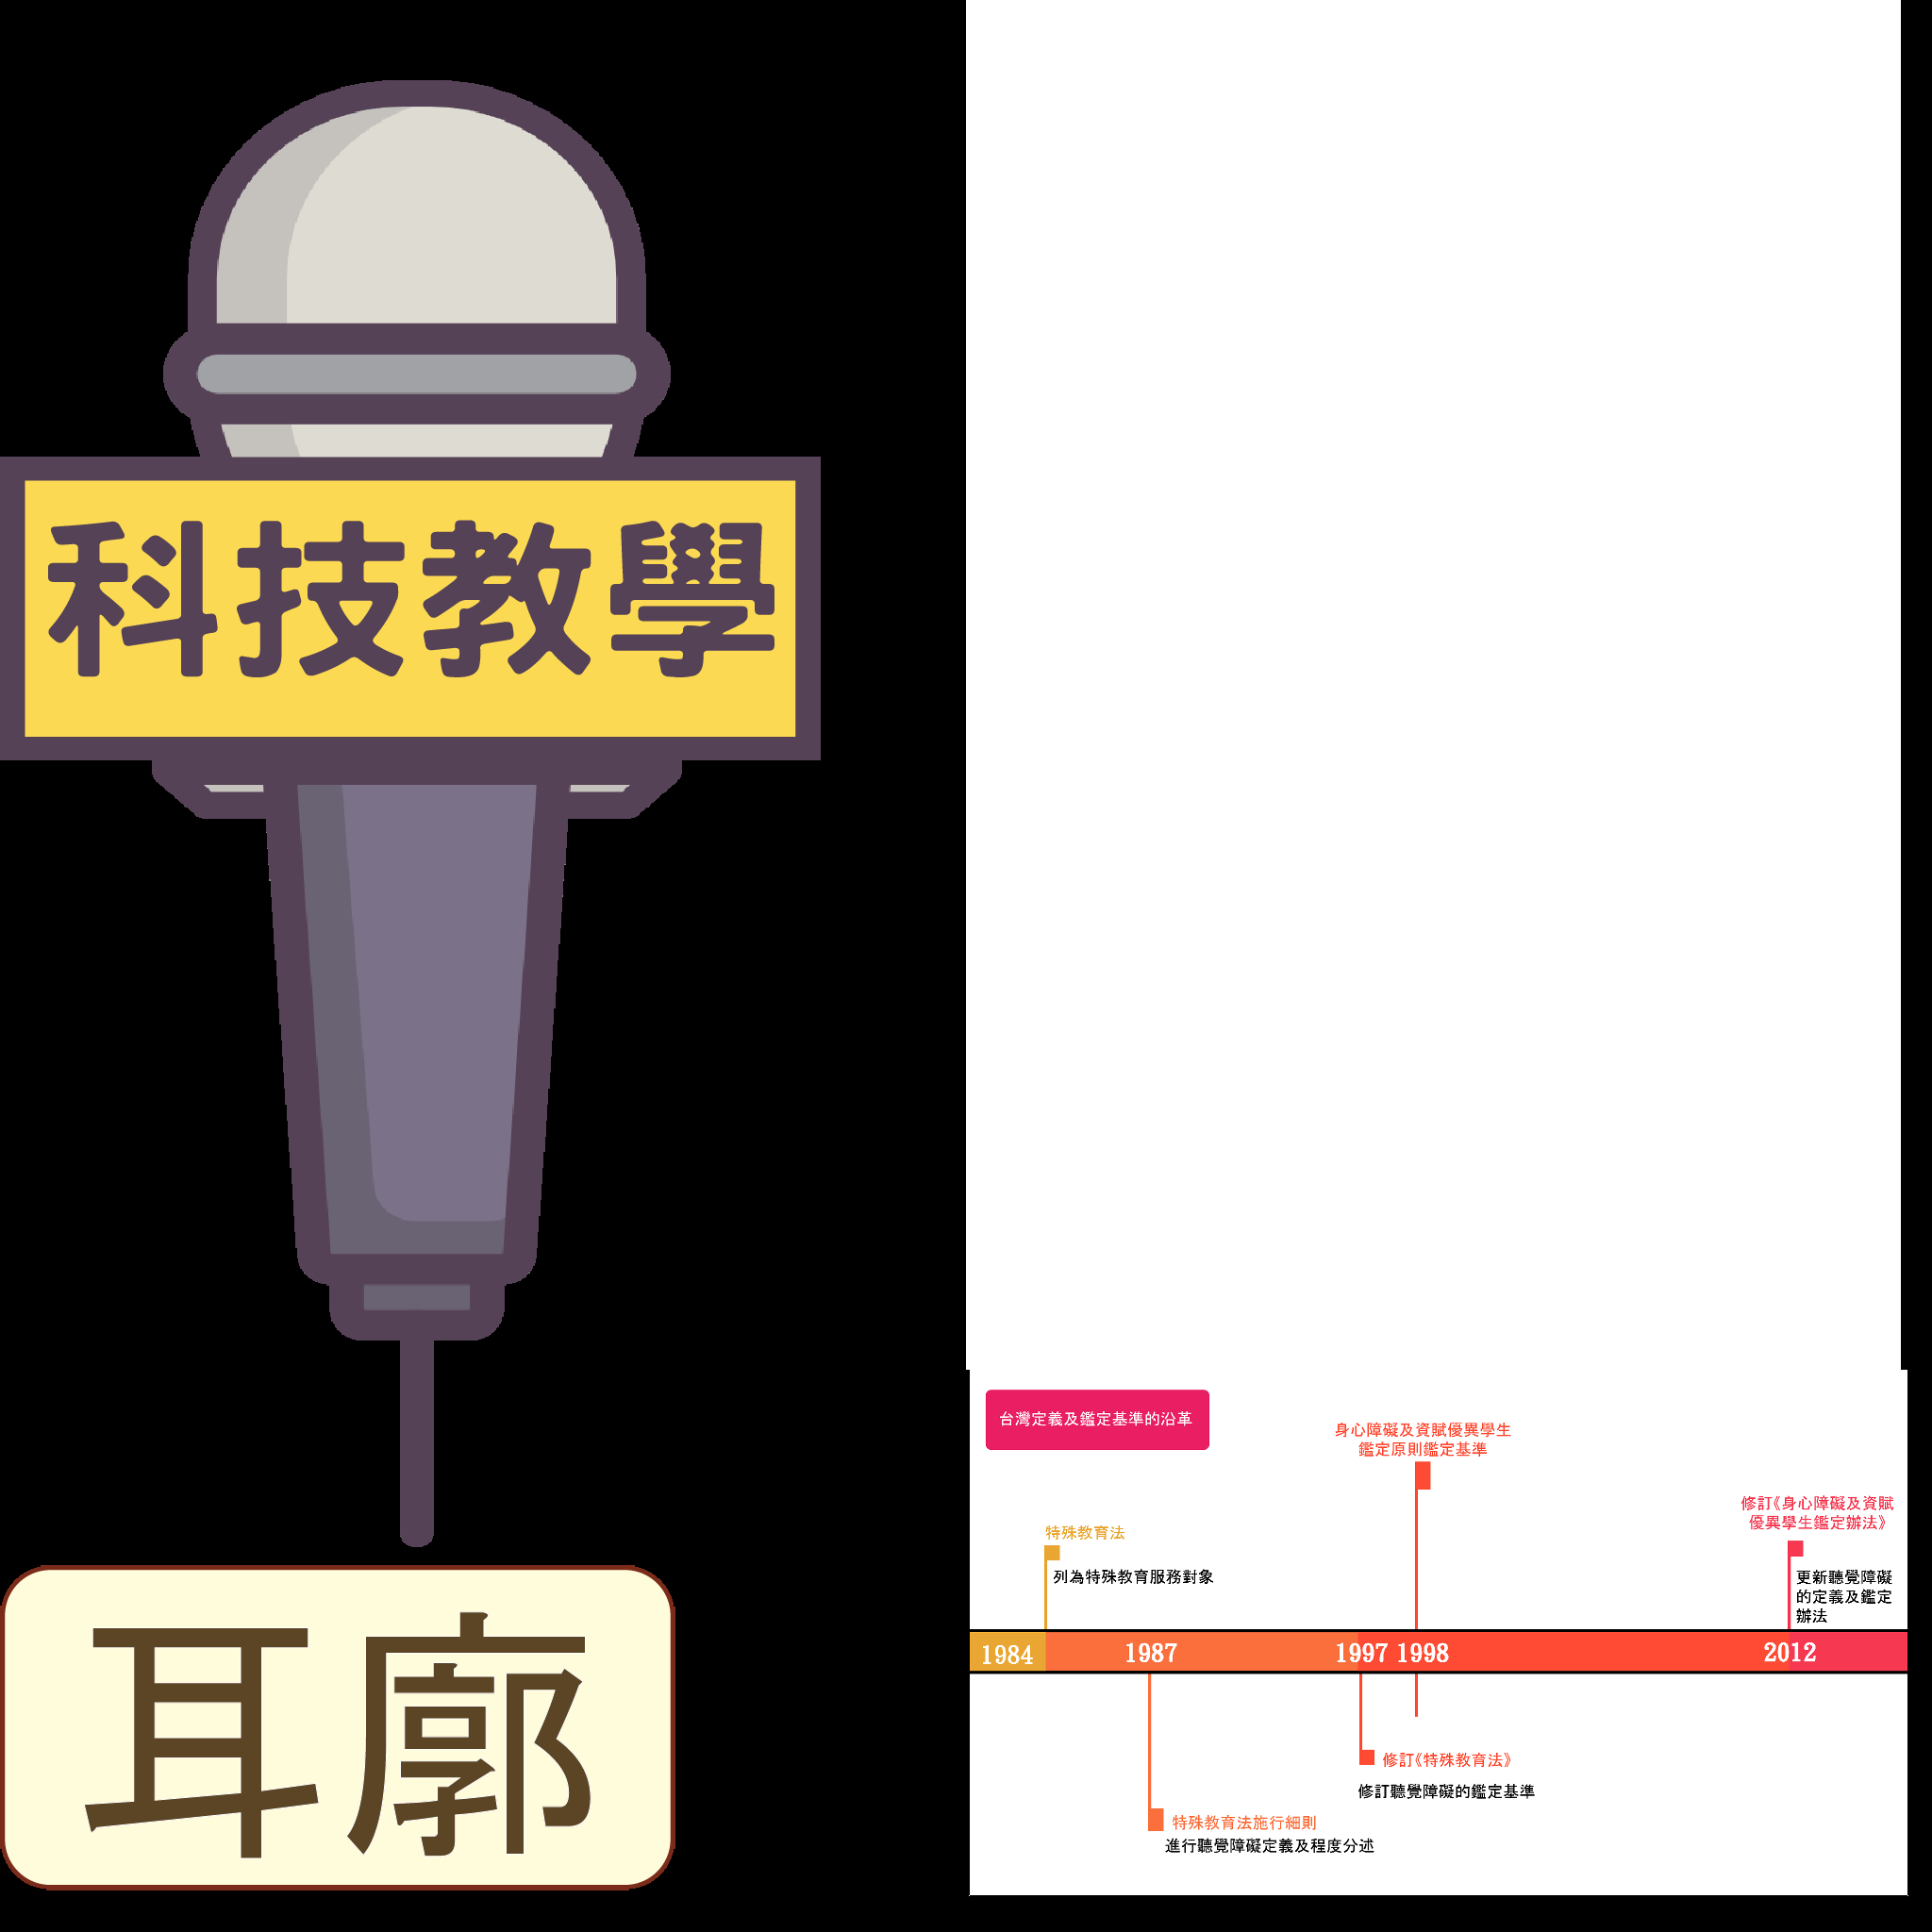 科技教學
耳廓
台灣定義及鑑定基準的沿革
身心障礙及資賦優異學生
鑑定原則鑑定基準
修訂《身心障礙及資賦
優異學生鑑定辦法》
特殊教育法
列為特殊教育服務對象
更新聽覺障礙
的定義及鑑定
辦法
1984
1987
1997
1998
2012
修訂《特殊教育法》
修訂聽覺障礙的鑑定基準
特殊教育法施行細則
進行聽覺障礙定義及程度分述